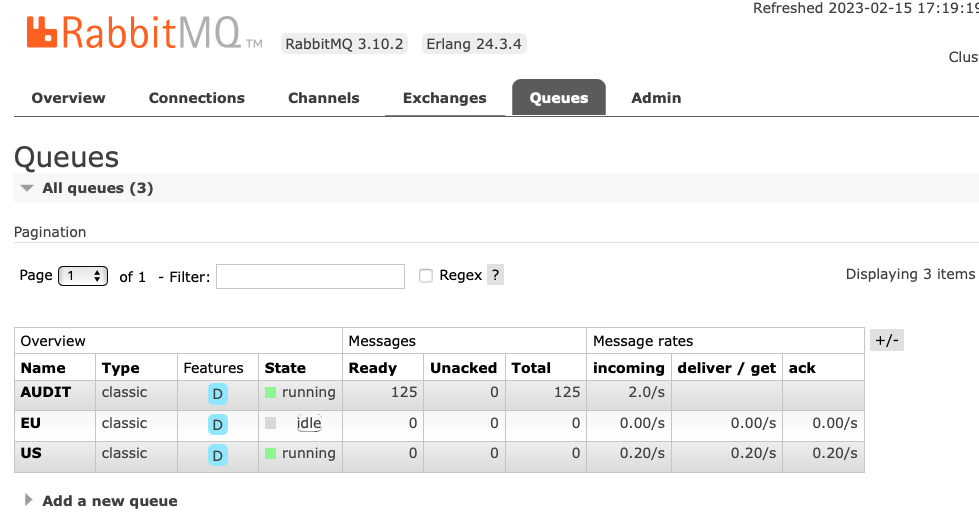 Refreshed 2023-02-15 17:19:19
RabbitMQ TM RabbitMQ 3.10.2 Erlang 24.3.4
Clus
Overview Connections Channels Exchanges Queues Admin
Queues
All queues (3)
Pagination
Page 1 of 1 - Filter: Regex ? Displaying 3 items
Overview Messages Message rates +/-
Name Type Features State Ready Unacked Total incoming deliver / get ack
AUDIT classic D running 125 0 125 2.0/s
EU classic D idle 0 0 0 0.00/s 0.00/s 0.00/s
US classic D running 0 0 0 0.20/s 0.20/s 0.20/s
Add a new queue